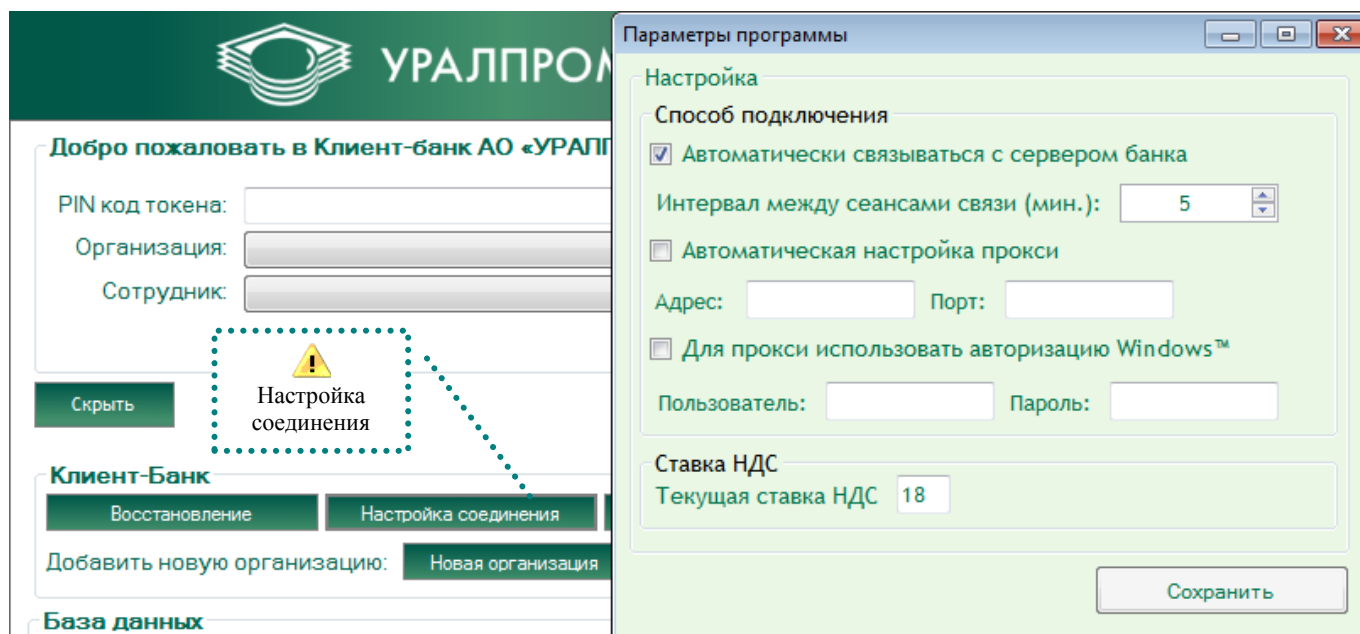 УРАЛПРОМ
Добро пожаловать в Клиент-банк АО «УРАЛП
PIN код токена:
Организация:
Сотрудник:
Настройка
соединения
Скрыть
Клиент-Банк
Восстановление
Настройка соединения
Добавить новую организацию:
Новая организация
База данных
Параметры программы
Настройка
Способ подключения
Автоматически связываться с сервером банка
Интервал между сеансами связи (мин.): 5
Автоматическая настройка прокси
Адрес: Порт:
Для прокси использовать авторизацию Windows™
Пользователь: Пароль:
Ставка НДС
Текущая ставка НДС 18
Сохранить